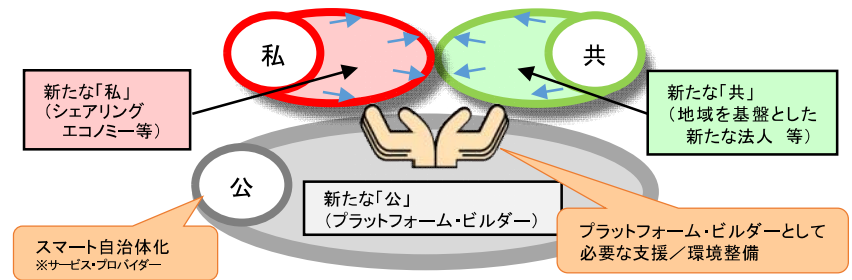 私
共
新たな「私」
（シェアリング
エコノミー等）
新たな「共」
（地域を基盤とした
新たな法人 等）
公
新たな「公」
（プラットフォーム・ビルダー）
スマート自治体化
※サービス・プロバイダー
プラットフォーム・ビルダーとして
必要な支援／環境整備